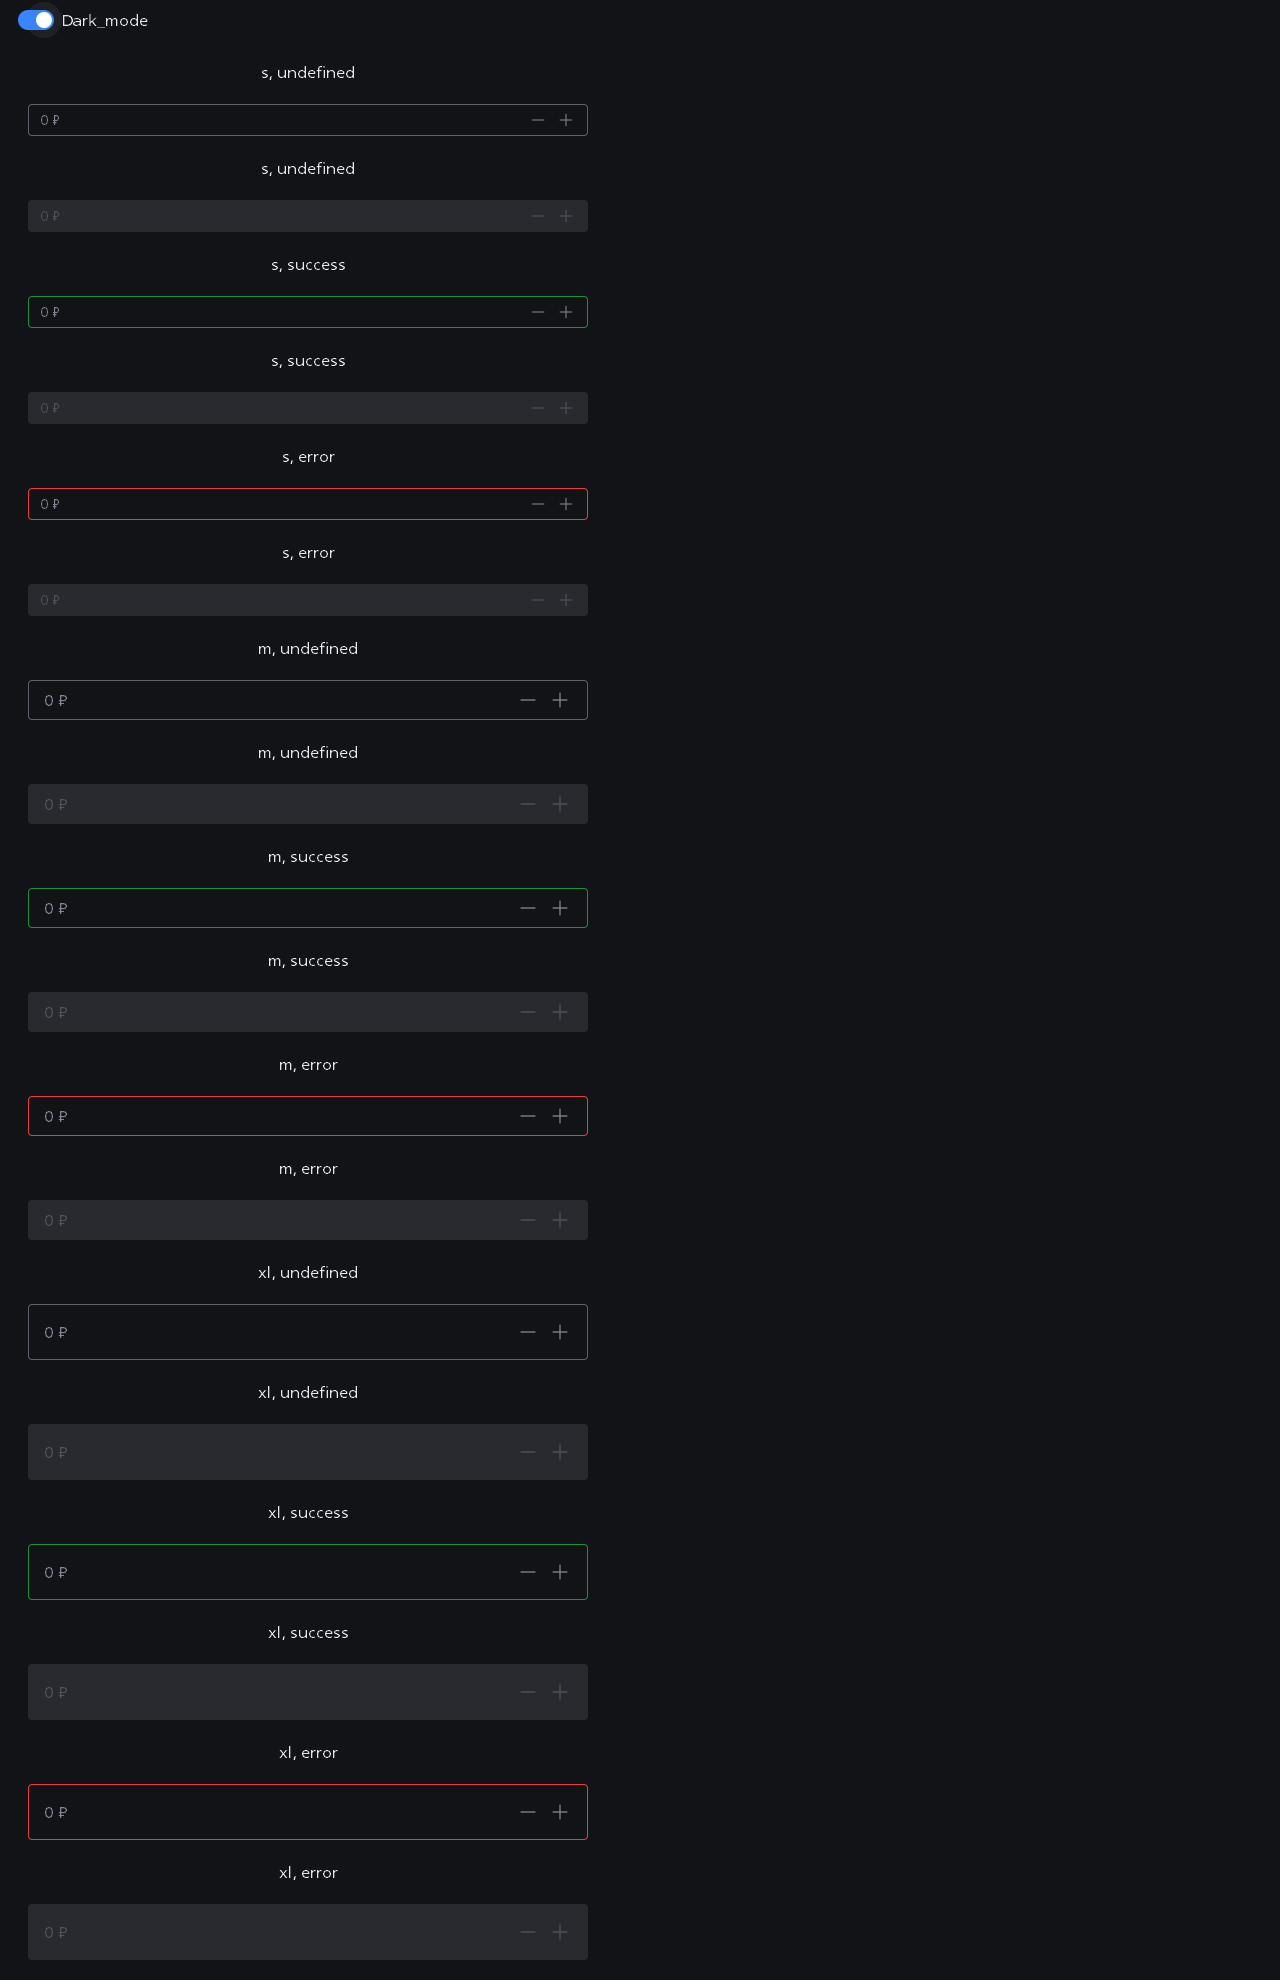 Dark_mode
s, undefined
0 ₽
s, undefined
0 ₽
s, success
0 ₽
s, success
0 ₽
s, error
0 ₽
s, error
0 ₽
m, undefined
0 ₽
m, undefined
0 ₽
m, success
0 ₽
m, success
0 ₽
m, error
0 ₽
m, error
0 ₽
xl, undefined
0 ₽
xl, undefined
0 ₽
xl, success
0 ₽
xl, success
0 ₽
xl, error
0 ₽
xl, error
0 ₽